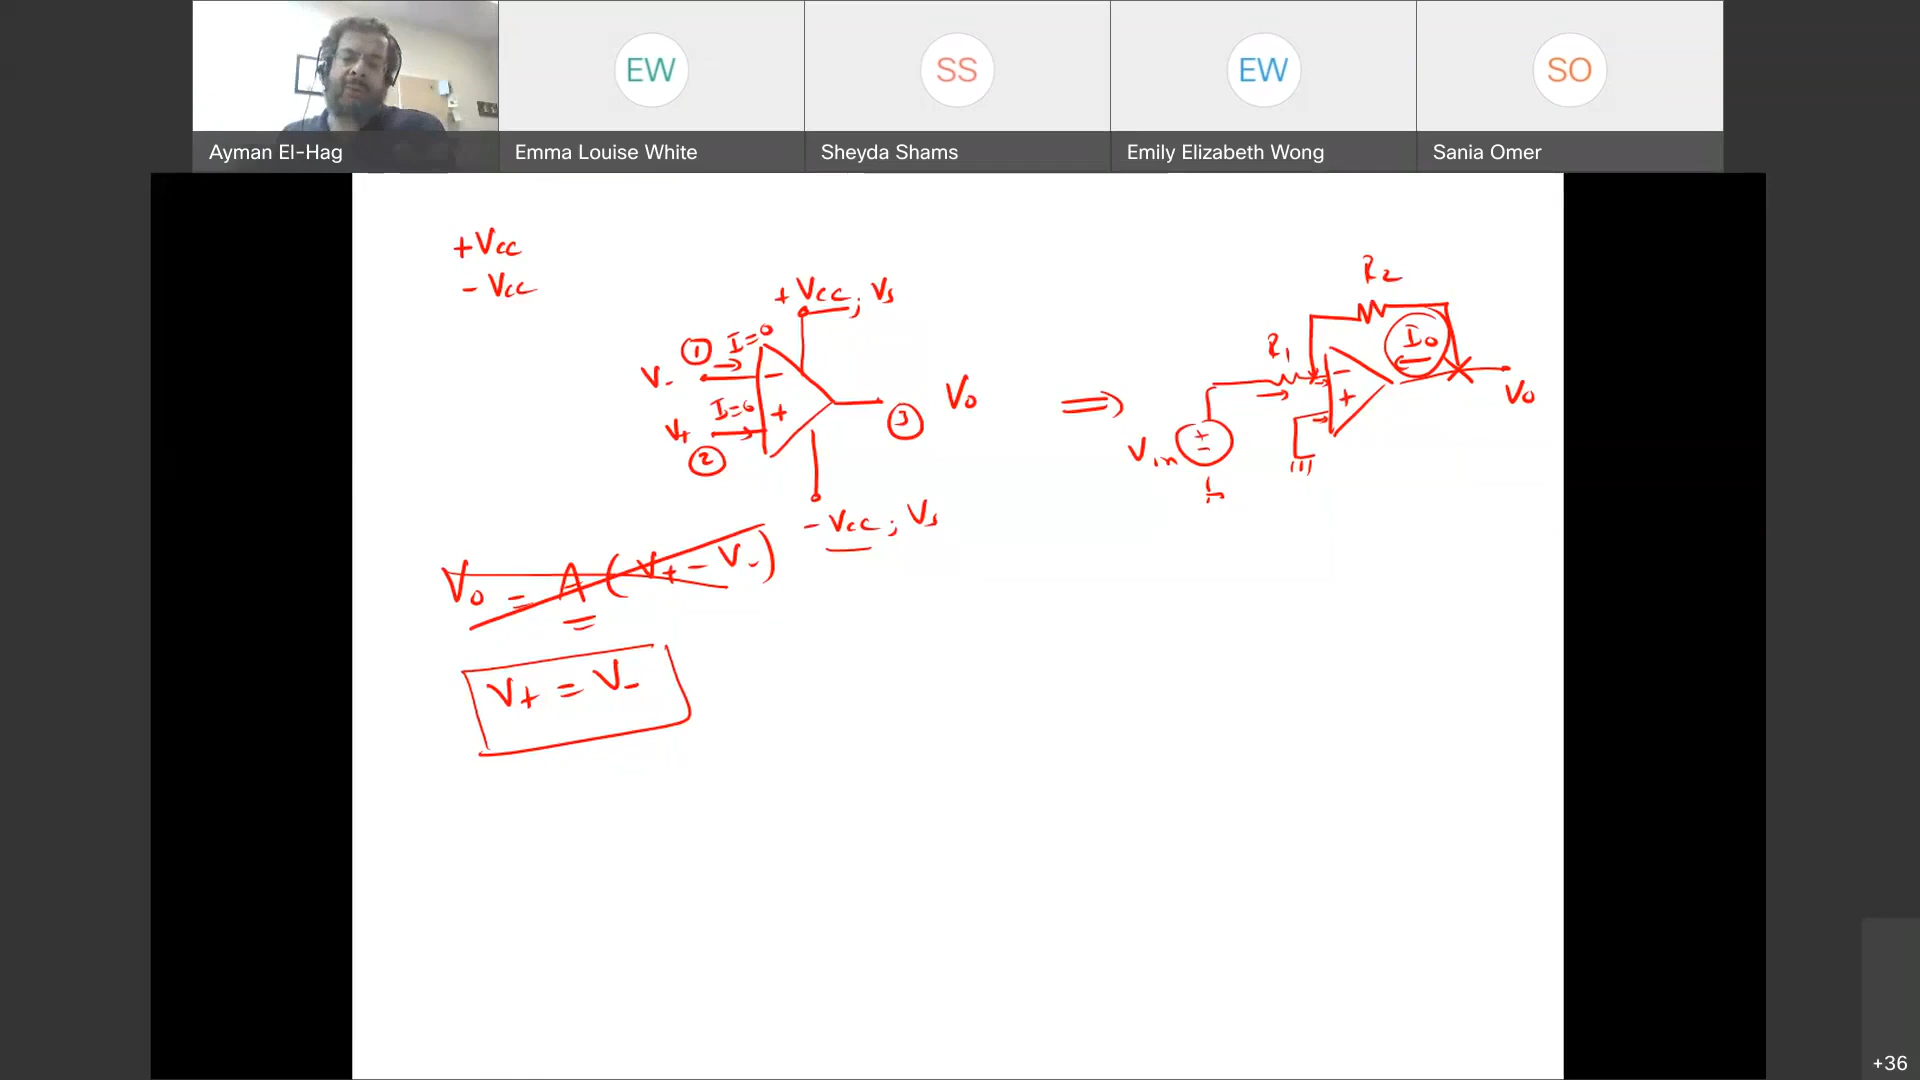 EW
SS
EW
SO
Ayman El-Hag
Emma Louise White
Sheyda Shams
Emily Elizabeth Wong
Sania Omer
+Vcc
- Vcc
+ Vcc ; Vs
1 I=0
V-
I=0
V+
2
-
+
3
Vo
- Vcc ; Vs
⇒
R2
R1
Io
-
+
Vo
Vin
+
-
Vo = A (V+ - V-)
V+ = V-
+36